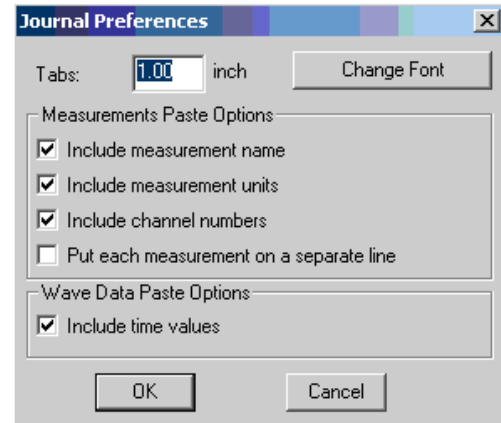 Journal Preferences
Tabs: 1.00 inch Change Font
Measurements Paste Options
Include measurement name
Include measurement units
Include channel numbers
Put each measurement on a separate line
Wave Data Paste Options
Include time values
OK Cancel